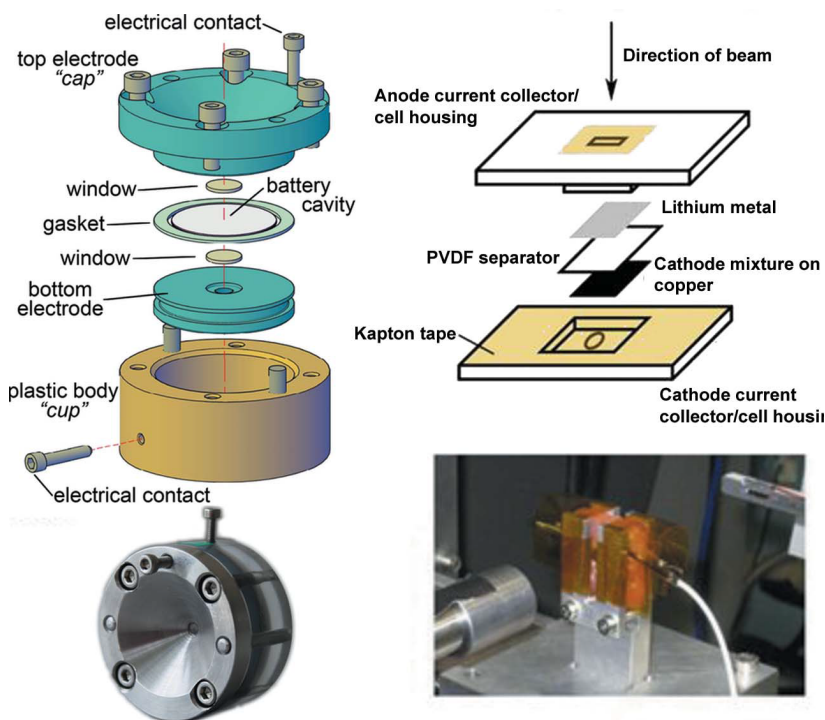 electrical contact
top electrode
"cap"
window
battery
cavity
gasket
window
bottom
electrode
plastic body
"cup"
electrical contact
Direction of beam
Anode current collector/
cell housing
Lithium metal
PVDF separator
Cathode mixture on
copper
Kapton tape
Cathode current
collector/cell housin